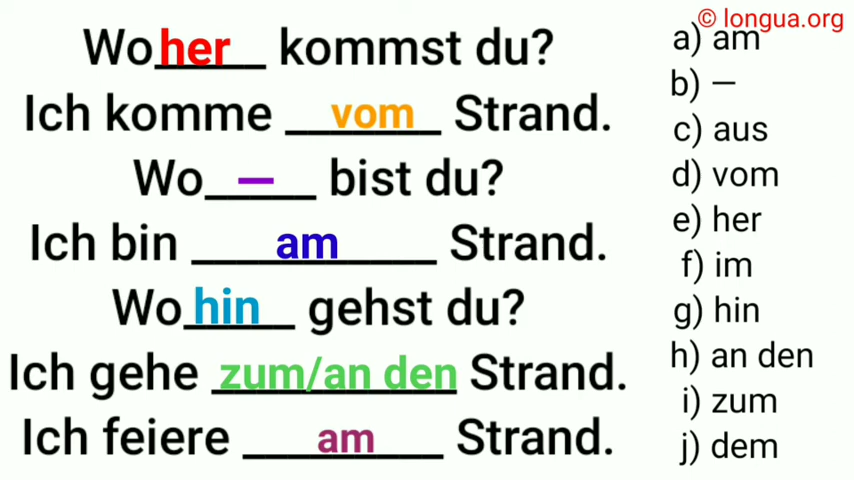 © longua.org
Woher kommst du?
Ich komme vom Strand.
Wo — bist du?
Ich bin am Strand.
Wohin gehst du?
Ich gehe zum/an den Strand.
Ich feiere am Strand.
a) am
b) —
c) aus
d) vom
e) her
f) im
g) hin
h) an den
i) zum
j) dem